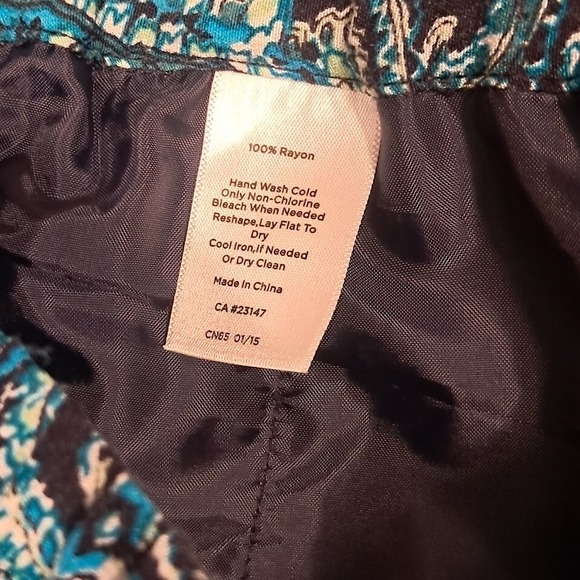 100% Rayon
Hand Wash Cold
Only Non-Chlorine
Bleach When Needed
Reshape,Lay Flat To
Dry
Cool Iron,If Needed
Or Dry Clean
Made In China
CA #23147
CN65 01/15